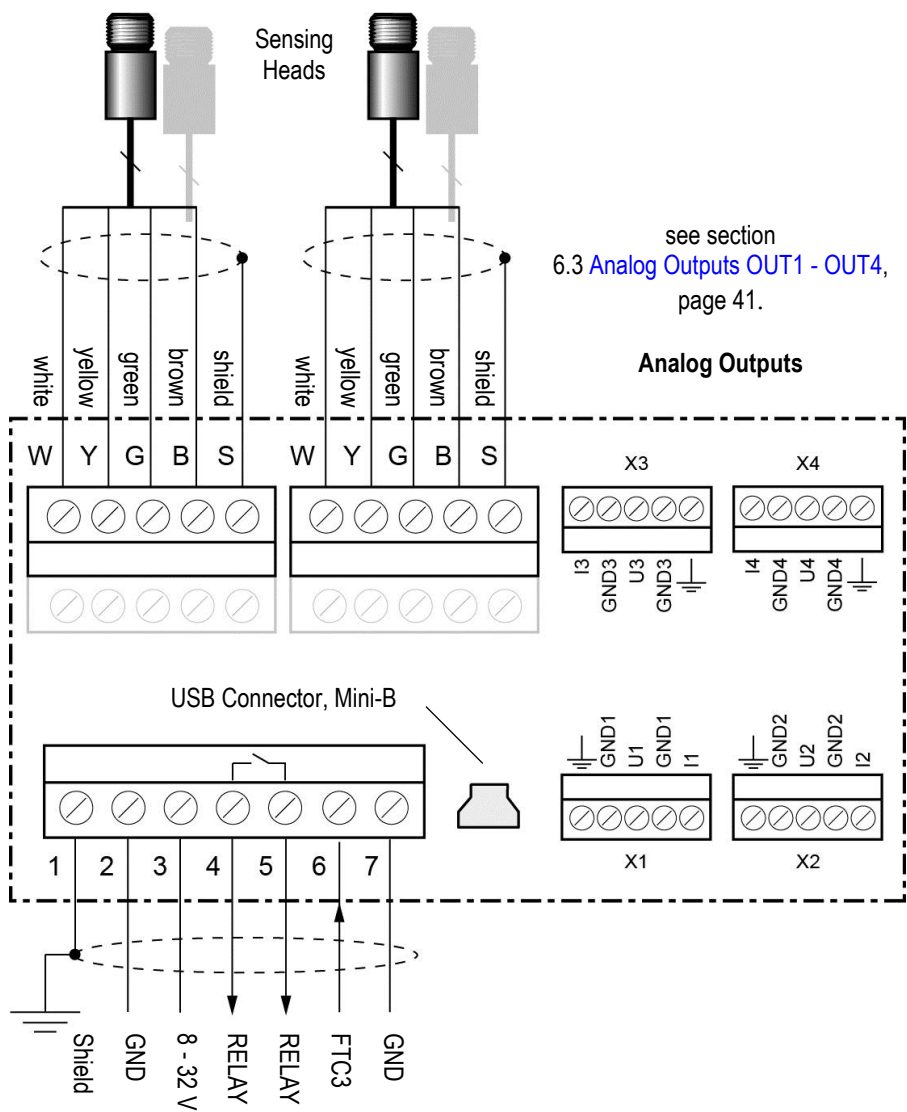 Sensing
Heads
see section
6.3 Analog Outputs OUT1 - OUT4,
page 41.
Analog Outputs
white
yellow
green
brown
shield
white
yellow
green
brown
shield
W Y G B S
W Y G B S
X3
X4
I3
GND3
U3
GND3
I4
GND4
U4
GND4
USB Connector, Mini-B
GND1
U1
GND1
I1
GND2
U2
GND2
I2
X1
X2
1 2 3 4 5 6 7
Shield
GND
8 - 32 V
RELAY
RELAY
FTC3
GND